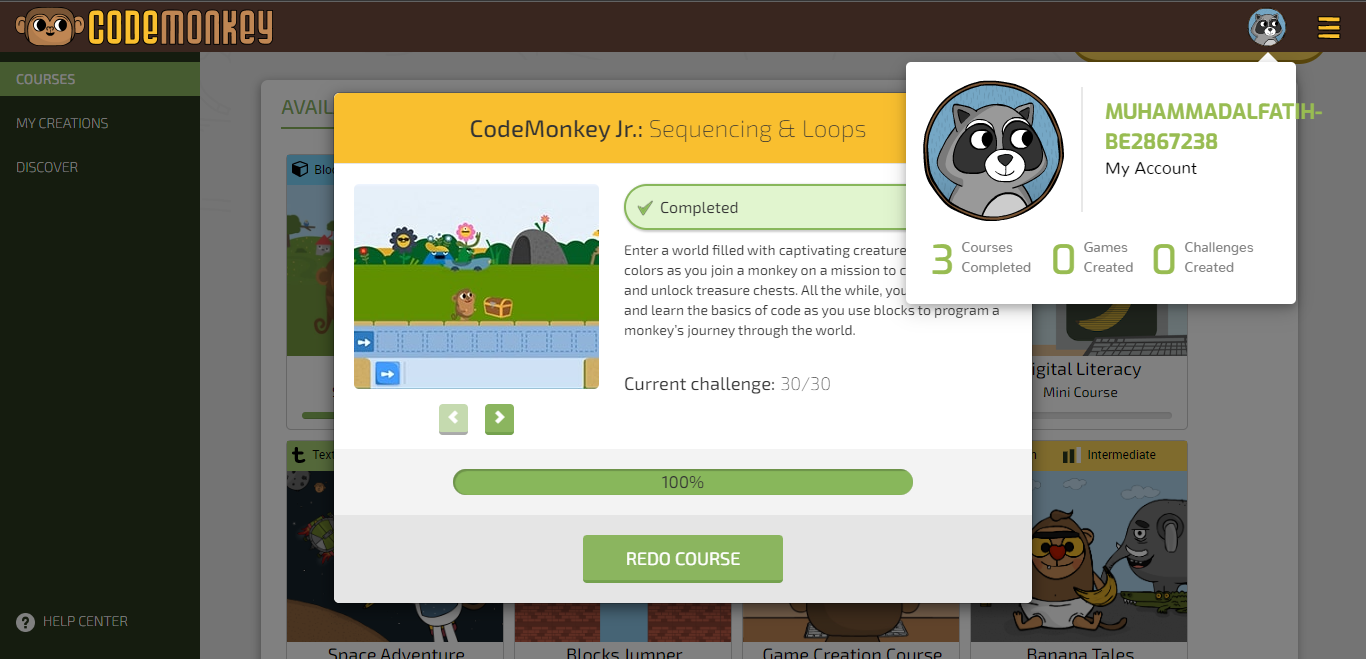 CODEMONKEY
COURSES
MY CREATIONS
DISCOVER
HELP CENTER
AVAIL
Bloc
CodeMonkey Jr.: Sequencing & Loops
Completed
Enter a world filled with captivating creature
colors as you join a monkey on a mission to c
and unlock treasure chests. All the while, you
and learn the basics of code as you use blocks to program a
monkey's journey through the world.
Current challenge: 30/30
100%
REDO COURSE
MUHAMMADALFATIH-
BE2867238
My Account
3 Courses Completed
0 Games Created
0 Challenges Created
igital Literacy
Mini Course
Text
Intermediate
Space Adventure
Blocks Jumper
Game Creation Course
Banana Tales